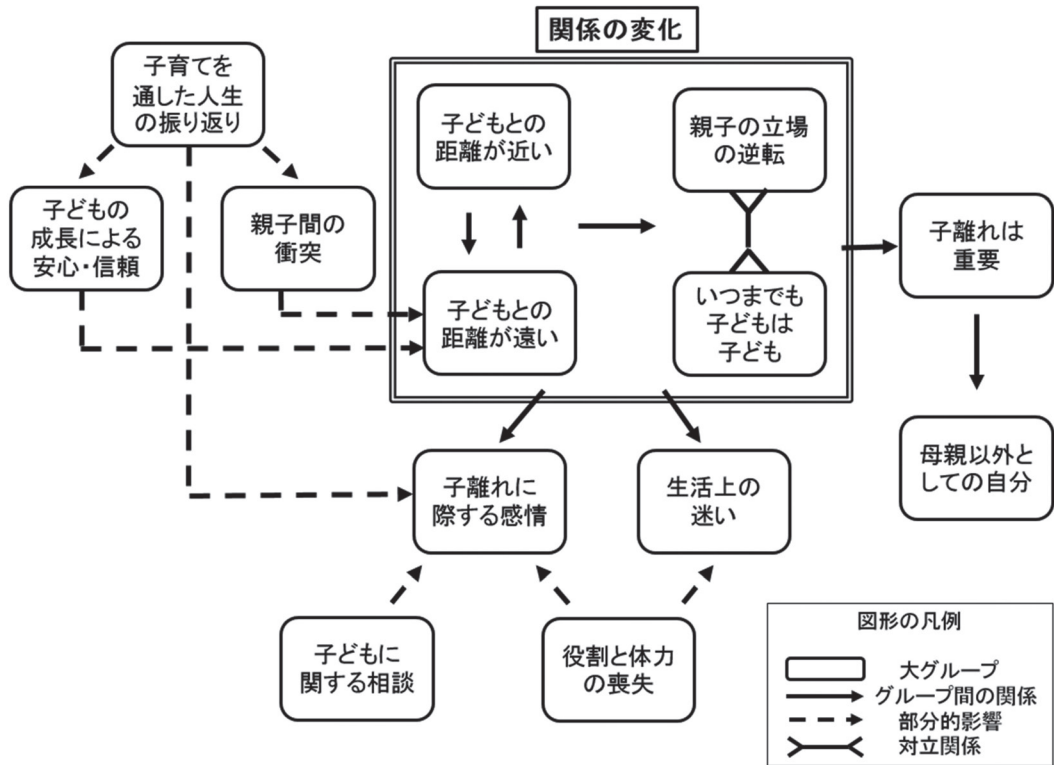 関係の変化
子育てを
通した人生
の振り返り
子どもの
成長による
安心・信頼
親子間の
衝突
子どもとの
距離が近い
子どもとの
距離が遠い
親子の立場
の逆転
いつまでも
子どもは
子ども
子離れは
重要
母親以外と
しての自分
子離れに
際する感情
生活上の
迷い
子どもに
関する相談
役割と体力
の喪失
図形の凡例
大グループ
グループ間の関係
部分的影響
対立関係